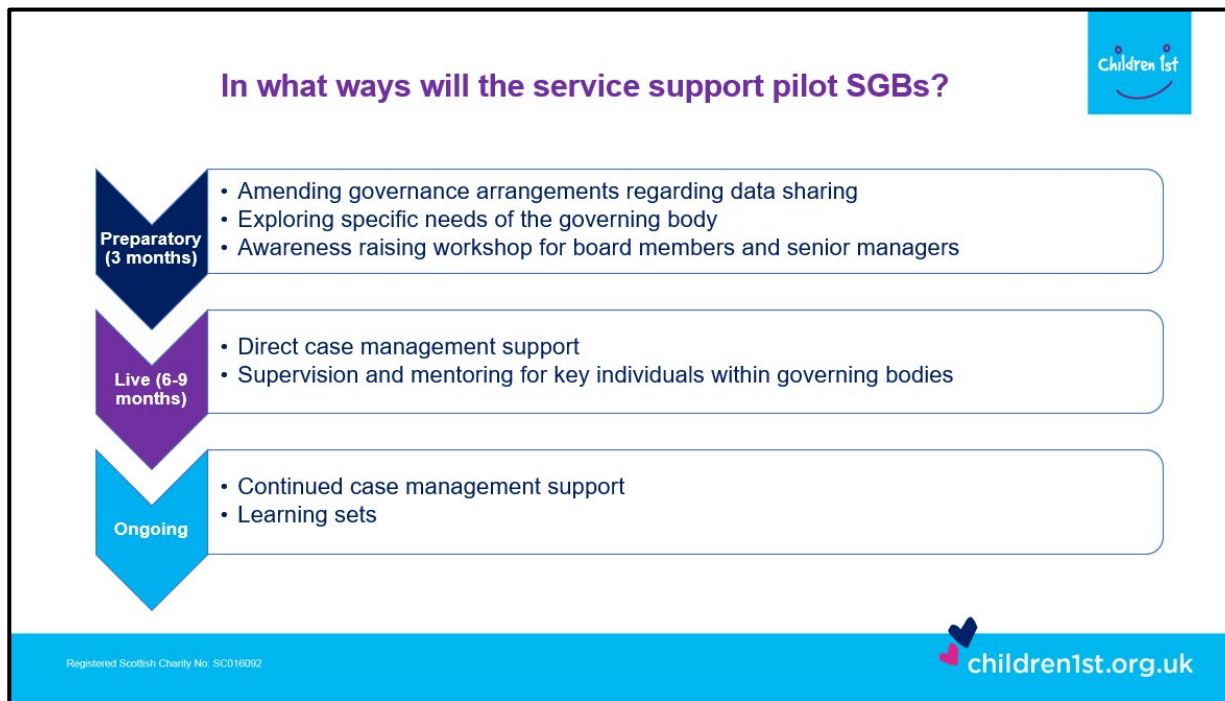 In what ways will the service support pilot SGBs?
Children 1st
Preparatory
(3 months)
• Amending governance arrangements regarding data sharing
• Exploring specific needs of the governing body
• Awareness raising workshop for board members and senior managers
Live (6-9
months)
• Direct case management support
• Supervision and mentoring for key individuals within governing bodies
Ongoing
• Continued case management support
• Learning sets
Registered Scottish Charity No: SC016092
children1st.org.uk